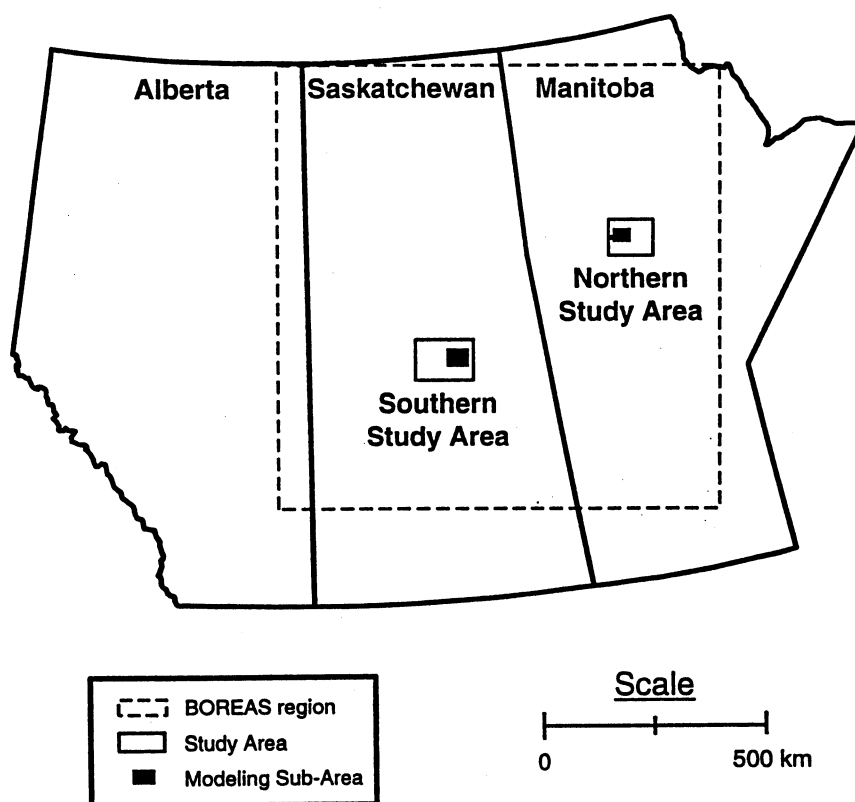 Alberta
Saskatchewan
Manitoba
Northern
Study Area
Southern
Study Area
BOREAS region
Study Area
Modeling Sub-Area
Scale
0
500 km